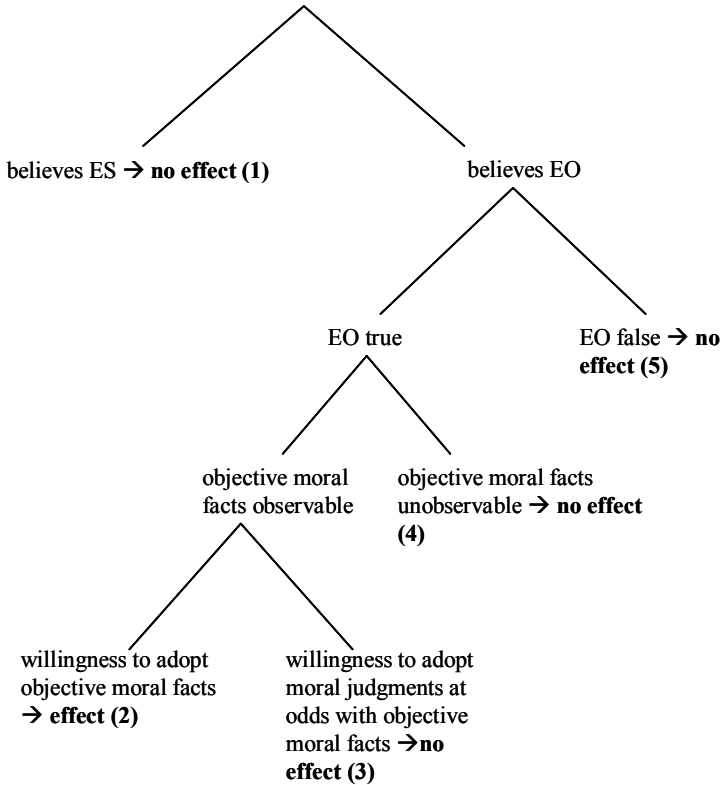 believes ES → no effect (1)
believes EO
EO true
EO false → no
effect (5)
objective moral
facts observable
objective moral facts
unobservable → no effect
(4)
willingness to adopt
objective moral facts
→ effect (2)
willingness to adopt
moral judgments at
odds with objective
moral facts →no
effect (3)